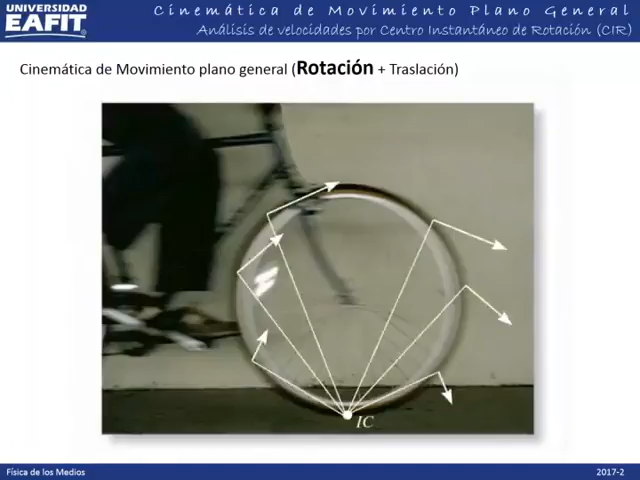 UNIVERSIDAD
EAFIT
Cinemática de Movimiento Plano General
Análisis de velocidades por Centro Instantáneo de Rotación (CIR)
Cinemática de Movimiento plano general (Rotación + Traslación)
IC
Física de los Medios
2017-2